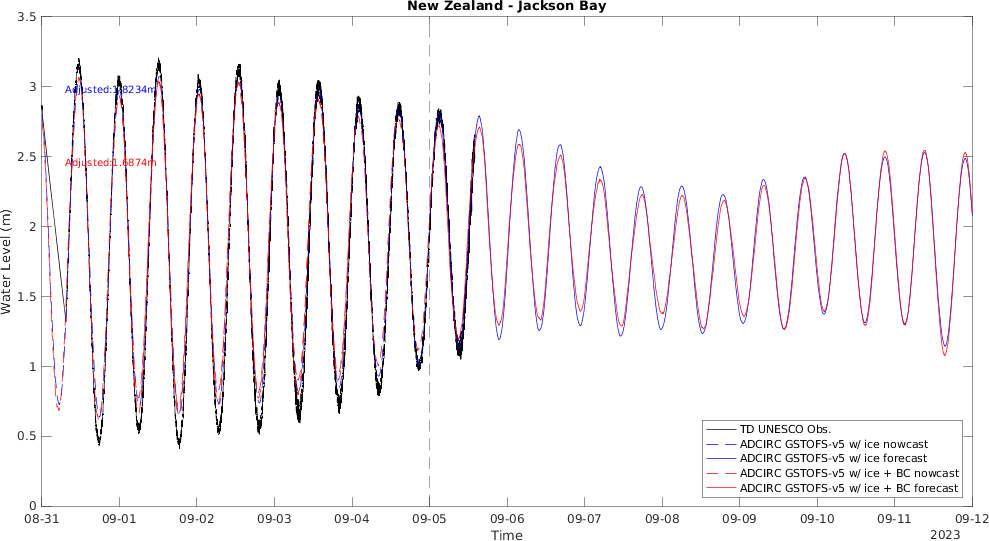 New Zealand - Jackson Bay
3.5
3
2.5
2
1.5
1
0.5
0
Water Level (m)
Adjusted:1.8234m
Adjusted:1.6874m
TD UNESCO Obs.
ADCIRC GSTOFS-v5 w/ ice nowcast
ADCIRC GSTOFS-v5 w/ ice forecast
ADCIRC GSTOFS-v5 w/ ice + BC nowcast
ADCIRC GSTOFS-v5 w/ ice + BC forecast
08-31 09-01 09-02 09-03 09-04 09-05 09-06 09-07 09-08 09-09 09-10 09-11 09-12
Time
2023